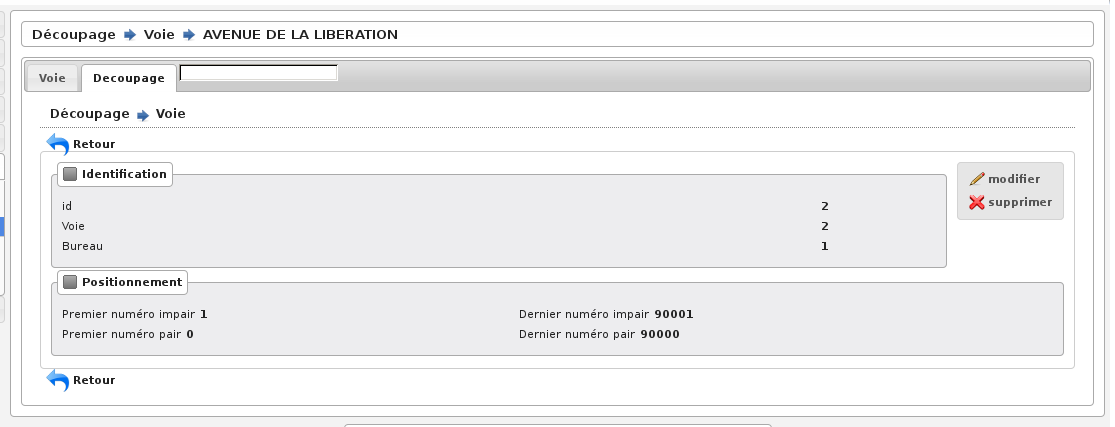 Découpage Voie AVENUE DE LA LIBERATION
Voie Decoupage
Découpage Voie
Retour
Identification
modifier
supprimer
id 2
Voie 2
Bureau 1
Positionnement
Premier numéro impair 1 Dernier numéro impair 90001
Premier numéro pair 0 Dernier numéro pair 90000
Retour